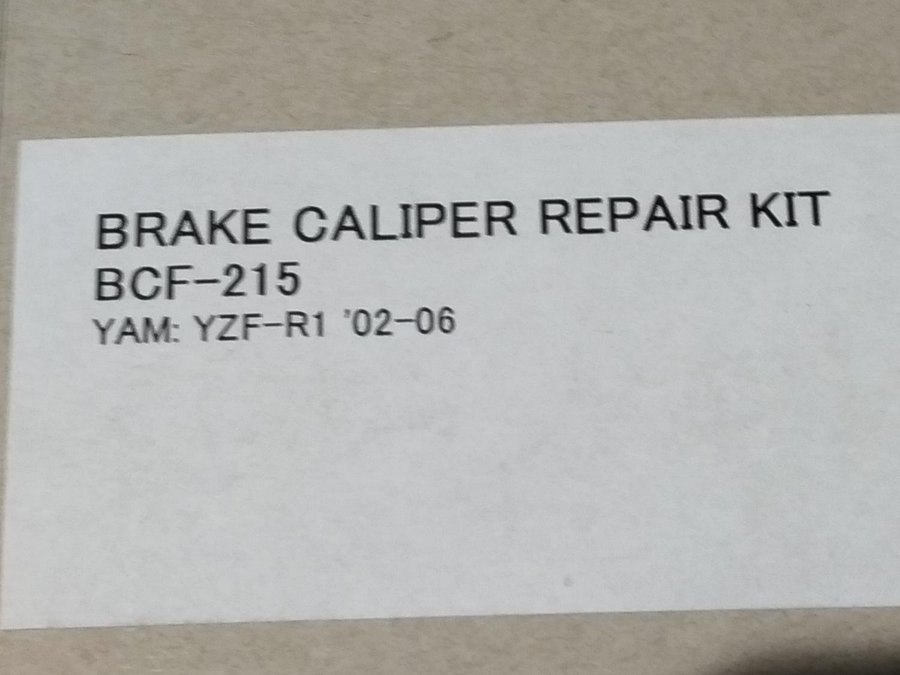 BRAKE CALIPER REPAIR KIT
BCF-215
YAM: YZF-R1 '02-06